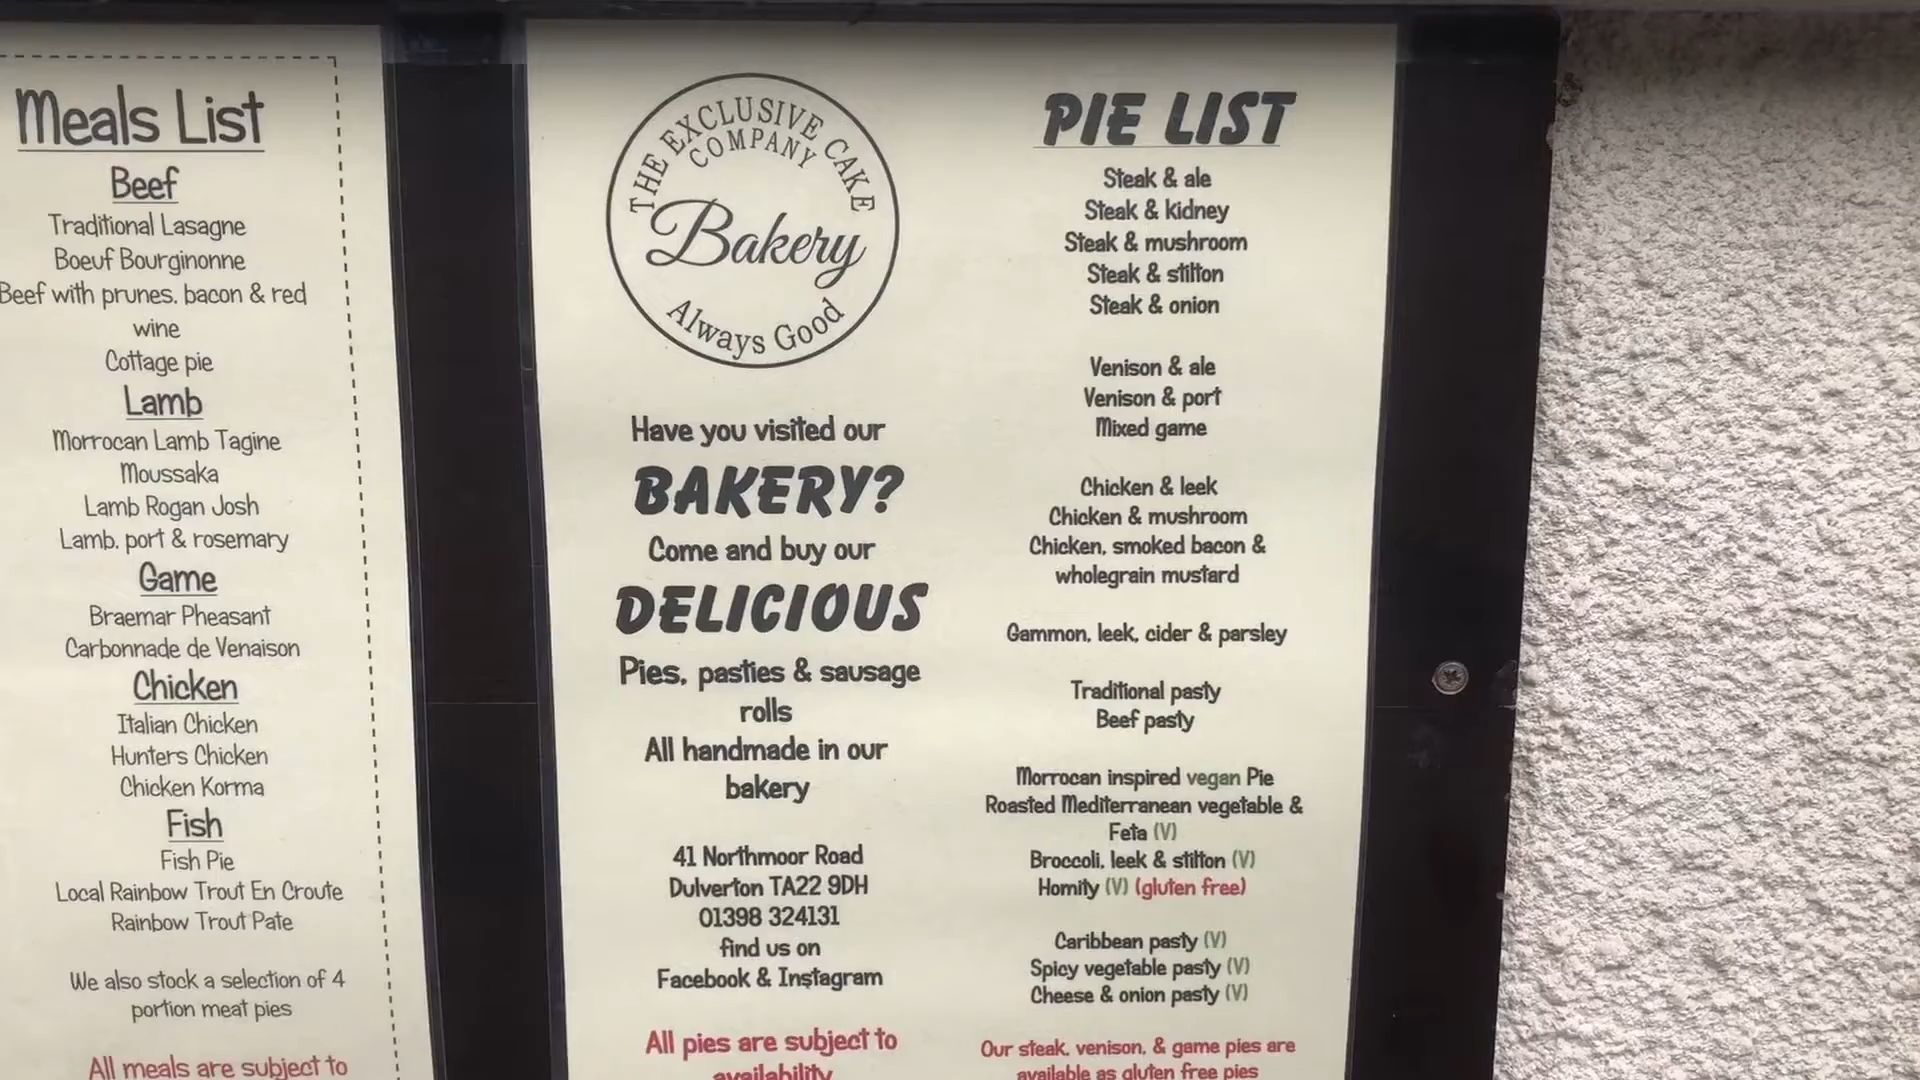 Meals List
Beef
Traditional Lasagne
Boeuf Bourginonne
Beef with prunes, bacon & red
wine
Cottage pie
Lamb
Morrocan Lamb Tagine
Moussaka
Lamb Rogan Josh
Lamb, port & rosemary
Game
Braemar Pheasant
Carbonnade de Venaison
Chicken
Italian Chicken
Hunters Chicken
Chicken Korma
Fish
Fish Pie
Local Rainbow Trout En Croute
Rainbow Trout Pate
We also stock a selection of 4
portion meat pies
All meals are subject to
THE EXCLUSIVE CAKE
COMPANY
Bakery
Always Good
Have you visited our
BAKERY?
Come and buy our
DELICIOUS
Pies, pasties & sausage
rolls
All handmade in our
bakery
41 Northmoor Road
Dulverton TA22 9DH
01398 324131
find us on
Facebook & Instagram
All pies are subject to
availability
PIE LIST
Steak & ale
Steak & kidney
Steak & mushroom
Steak & stilton
Steak & onion
Venison & ale
Venison & port
Mixed game
Chicken & leek
Chicken & mushroom
Chicken, smoked bacon &
wholegrain mustard
Gammon, leek, cider & parsley
Traditional pasty
Beef pasty
Morrocan inspired vegan Pie
Roasted Mediterranean vegetable &
Feta (V)
Broccoli, leek & stilton (V)
Homity (V) (gluten free)
Caribbean pasty (V)
Spicy vegetable pasty (V)
Cheese & onion pasty (V)
Our steak, venison, & game pies are
available as gluten free pies